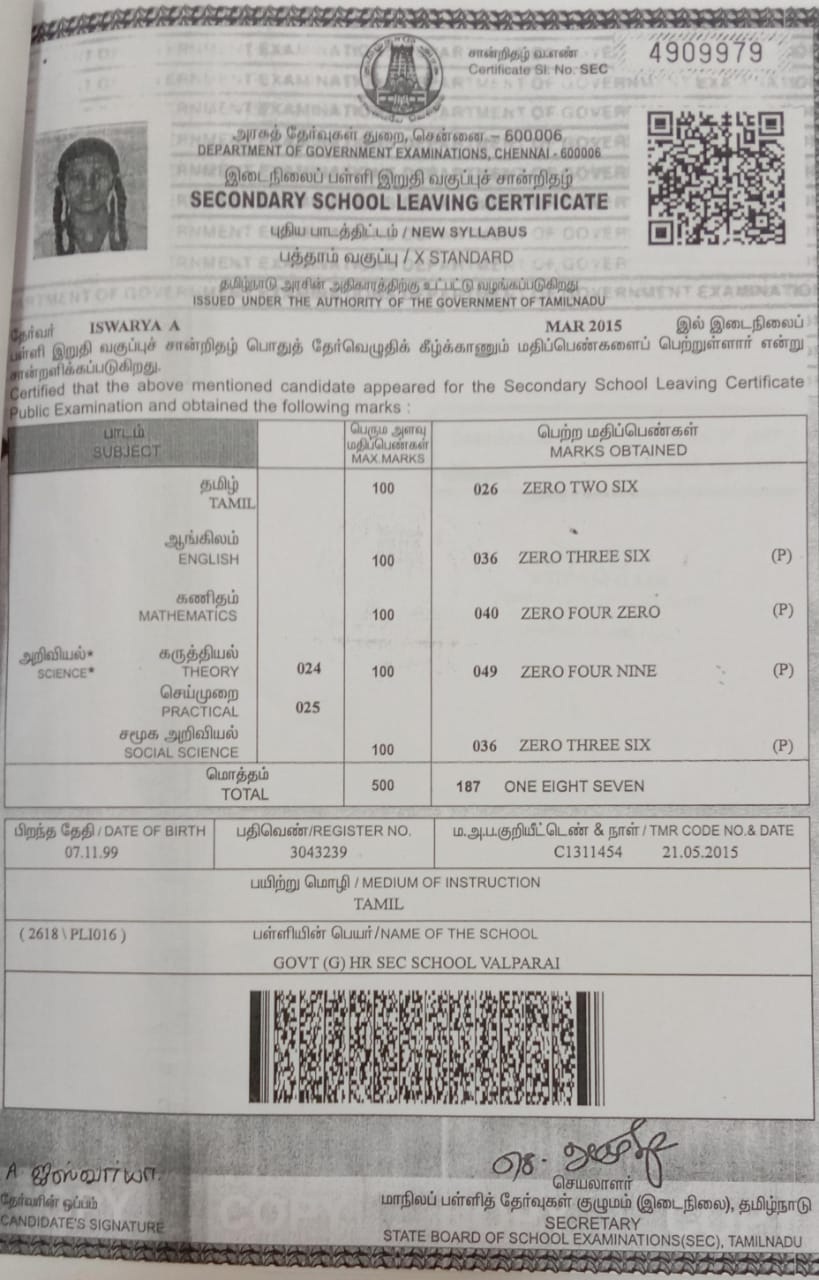 சான்றிதழ் வ.எண்
Certificate Sl. No. SEC
4909979
அரசுத் தேர்வுகள் துறை, சென்னை – 600 006
DEPARTMENT OF GOVERNMENT EXAMINATIONS, CHENNAI - 600006
இடைநிலைப் பள்ளி இறுதி வகுப்புச் சான்றிதழ்
SECONDARY SCHOOL LEAVING CERTIFICATE
புதிய பாடத்திட்டம் / NEW SYLLABUS
பத்தாம் வகுப்பு / X STANDARD
தமிழ்நாடு அரசின் அதிகாரத்திற்கு உட்பட்டு வழங்கப்படுகிறது
ISSUED UNDER THE AUTHORITY OF THE GOVERNMENT OF TAMILNADU
தேர்வர் ISWARYA A MAR 2015 இல் இடைநிலைப்
பள்ளி இறுதி வகுப்புச் சான்றிதழ் பொதுத் தேர்வெழுதிக் கீழ்க்காணும் மதிப்பெண்களைப் பெற்றுள்ளார் என்று
சான்றளிக்கப்படுகிறது.
Certified that the above mentioned candidate appeared for the Secondary School Leaving Certificate
Public Examination and obtained the following marks :
பாடம் பெரும அளவு மதிப்பெண்கள் பெற்ற மதிப்பெண்கள்
SUBJECT MAX.MARKS MARKS OBTAINED
தமிழ் 100 026 ZERO TWO SIX
TAMIL
ஆங்கிலம்
ENGLISH 100 036 ZERO THREE SIX (P)
கணிதம்
MATHEMATICS 100 040 ZERO FOUR ZERO (P)
அறிவியல்* கருத்தியல்
SCIENCE* THEORY 024 100 049 ZERO FOUR NINE (P)
செய்முறை
PRACTICAL 025
சமூக அறிவியல்
SOCIAL SCIENCE 100 036 ZERO THREE SIX (P)
மொத்தம்
TOTAL 500 187 ONE EIGHT SEVEN
பிறந்த தேதி / DATE OF BIRTH பதிவெண்/REGISTER NO. ம.அ.ப.குறியீட்டெண் & நாள் / TMR CODE NO.& DATE
07.11.99 3043239 C1311454 21.05.2015
பயிற்று மொழி / MEDIUM OF INSTRUCTION
TAMIL
( 2618 \ PLI016 ) பள்ளியின் பெயர்/NAME OF THE SCHOOL
GOVT (G) HR SEC SCHOOL VALPARAI
A ஐஸ்வர்யா.
தேர்வரின் ஒப்பம்
CANDIDATE'S SIGNATURE
செயலாளர்
மாநிலப் பள்ளித் தேர்வுகள் குழுமம் (இடைநிலை), தமிழ்நாடு
SECRETARY
STATE BOARD OF SCHOOL EXAMINATIONS(SEC), TAMILNADU
COPY